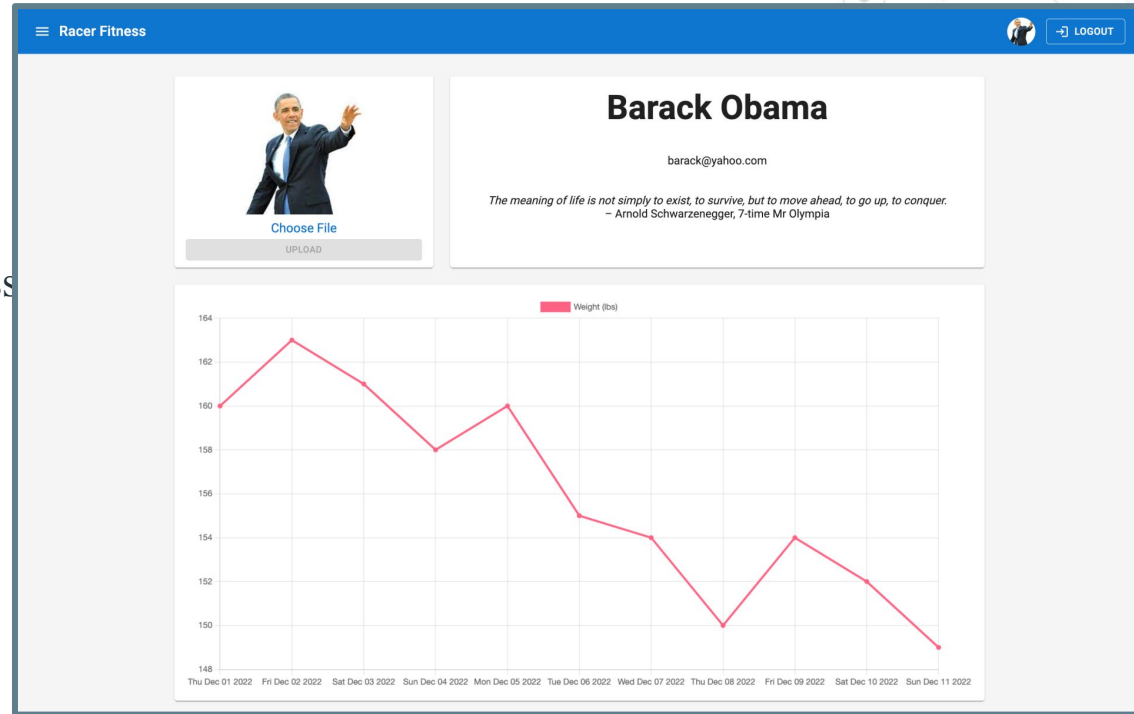 Racer Fitness
LOGOUT
Barack Obama
barack@yahoo.com
The meaning of life is not simply to exist, to survive, but to move ahead, to go up, to conquer.
– Arnold Schwarzenegger, 7-time Mr Olympia
Choose File
UPLOAD
Weight (lbs)
164
162
160
158
156
154
152
150
148
Thu Dec 01 2022 Fri Dec 02 2022 Sat Dec 03 2022 Sun Dec 04 2022 Mon Dec 05 2022 Tue Dec 06 2022 Wed Dec 07 2022 Thu Dec 08 2022 Fri Dec 09 2022 Sat Dec 10 2022 Sun Dec 11 2022